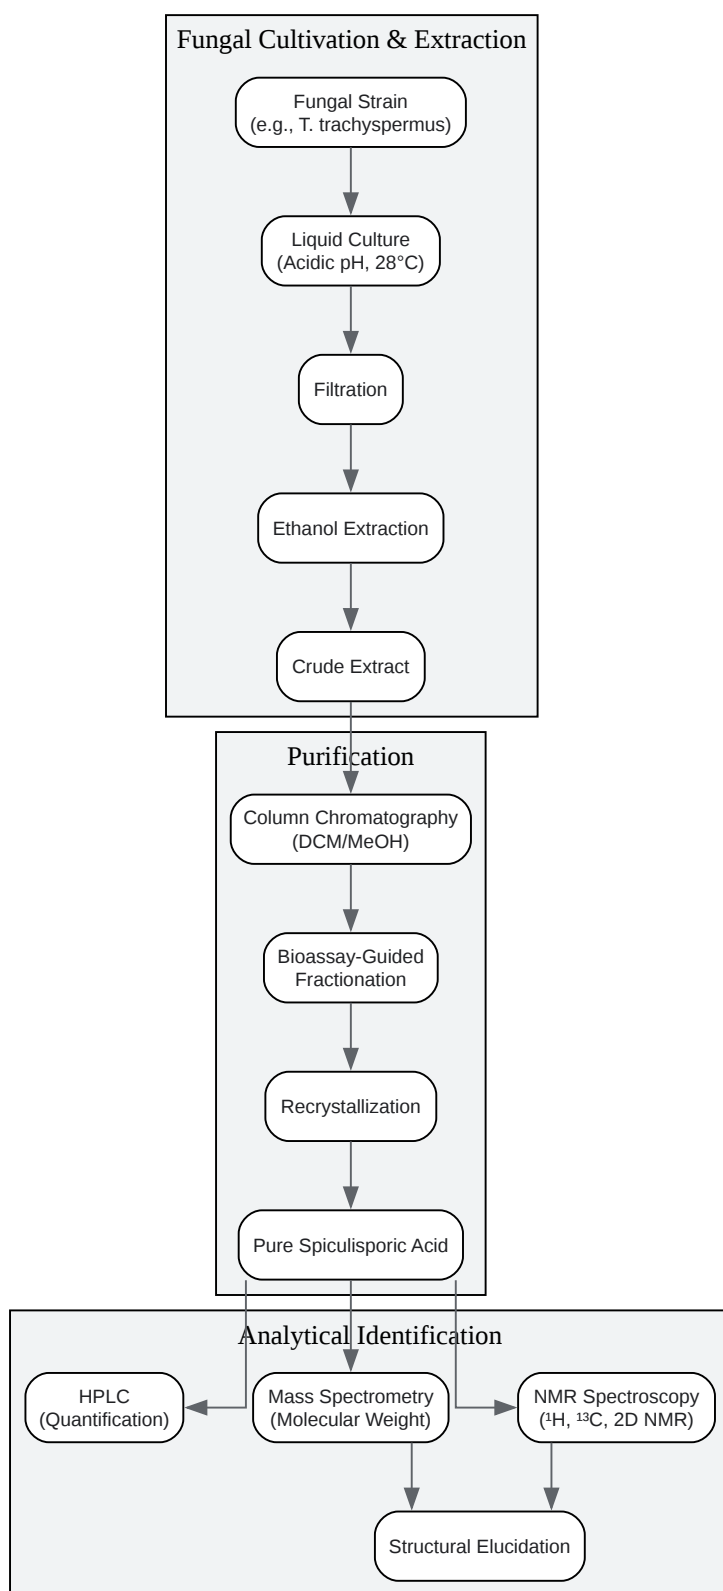 Fungal Cultivation & Extraction
Fungal Strain
(e.g., T. trachyspermus)
Liquid Culture
(Acidic pH, 28°C)
Filtration
Ethanol Extraction
Crude Extract
Purification
Column Chromatography
(DCM/MeOH)
Bioassay-Guided
Fractionation
Recrystallization
Pure Spiculisporic Acid
Analytical Identification
HPLC
(Quantification)
Mass Spectrometry
(Molecular Weight)
NMR Spectroscopy
(¹H, ¹³C, 2D NMR)
Structural Elucidation